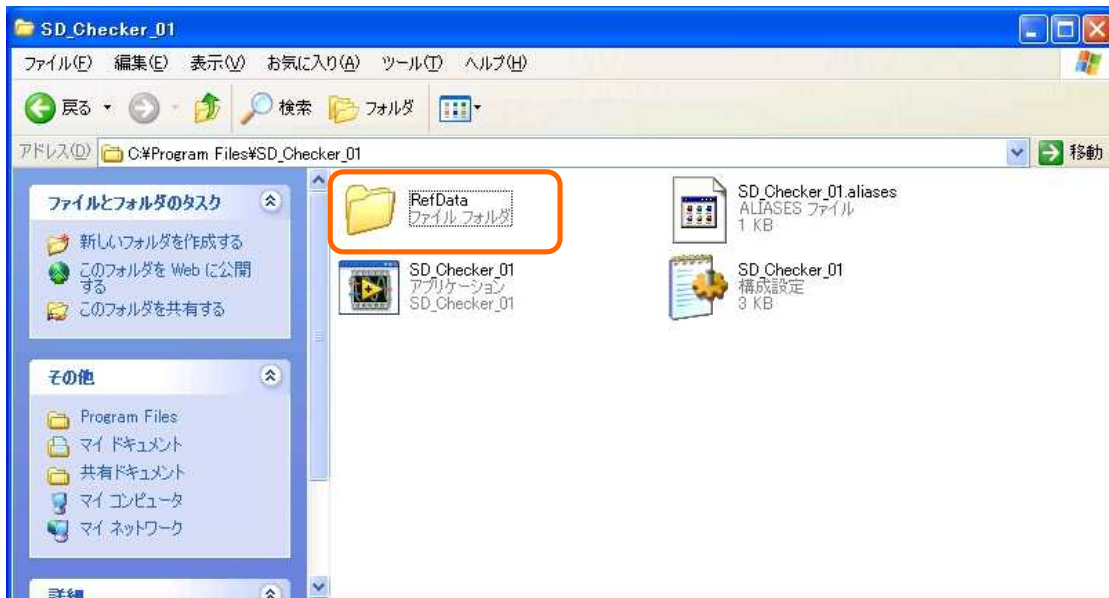 SD_Checker_01
ファイル(F) 編集(E) 表示(V) お気に入り(A) ツール(T) ヘルプ(H)
戻る 検索 フォルダ
アドレス(D) C:¥Program Files¥SD_Checker_01 移動
ファイルとフォルダのタスク
新しいフォルダを作成する
このフォルダを Web に公開
する
このフォルダを共有する
その他
Program Files
マイ ドキュメント
共有ドキュメント
マイ コンピュータ
マイ ネットワーク
詳細
RefData
ファイル フォルダ
SD_Checker_01.aliases
ALIASES ファイル
1 KB
SD_Checker_01
アプリケーション
SD_Checker_01
SD_Checker_01
構成設定
3 KB